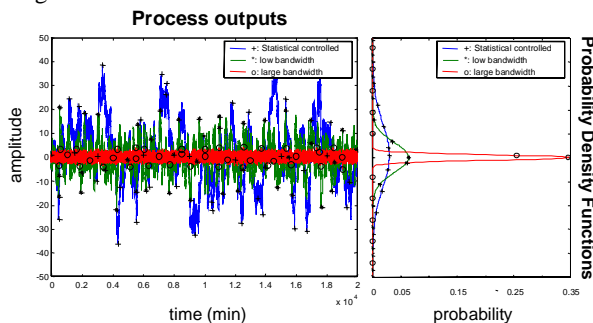 Process outputs
50
40
30
20
10
0
-10
-20
-30
-40
-50
amplitude
+: Statistical controlled
*: low bandwidth
o: large bandwidth
0 0.2 0.4 0.6 0.8 1.0 1.2 1.4 1.6 1.8 20
x 10 4
time (min)
+: Statistical controlled
*: low bandwidth
o: large bandwidth
0 0.05 0.15 0.25 0.35
probability
Probability Density Functions